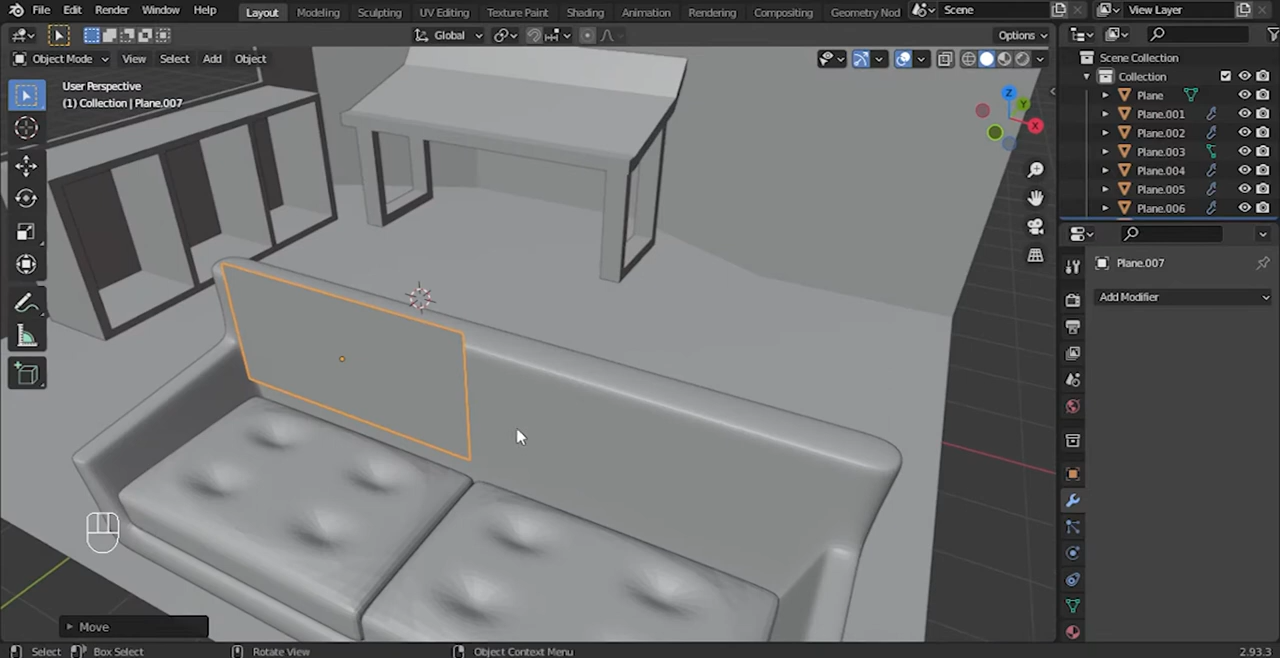 File Edit Render Window Help Layout Modeling Sculpting UV Editing Texture Paint Shading Animation Rendering Compositing Geometry Nod Scene View Layer
Global Options
Object Mode View Select Add Object
User Perspective
(1) Collection | Plane.007
Z
Y
X
Move
Scene Collection
Collection
Plane
Plane.001
Plane.002
Plane.003
Plane.004
Plane.005
Plane.006
Plane.007
Add Modifier
Select Box Select Rotate View Object Context Menu 2.93.3